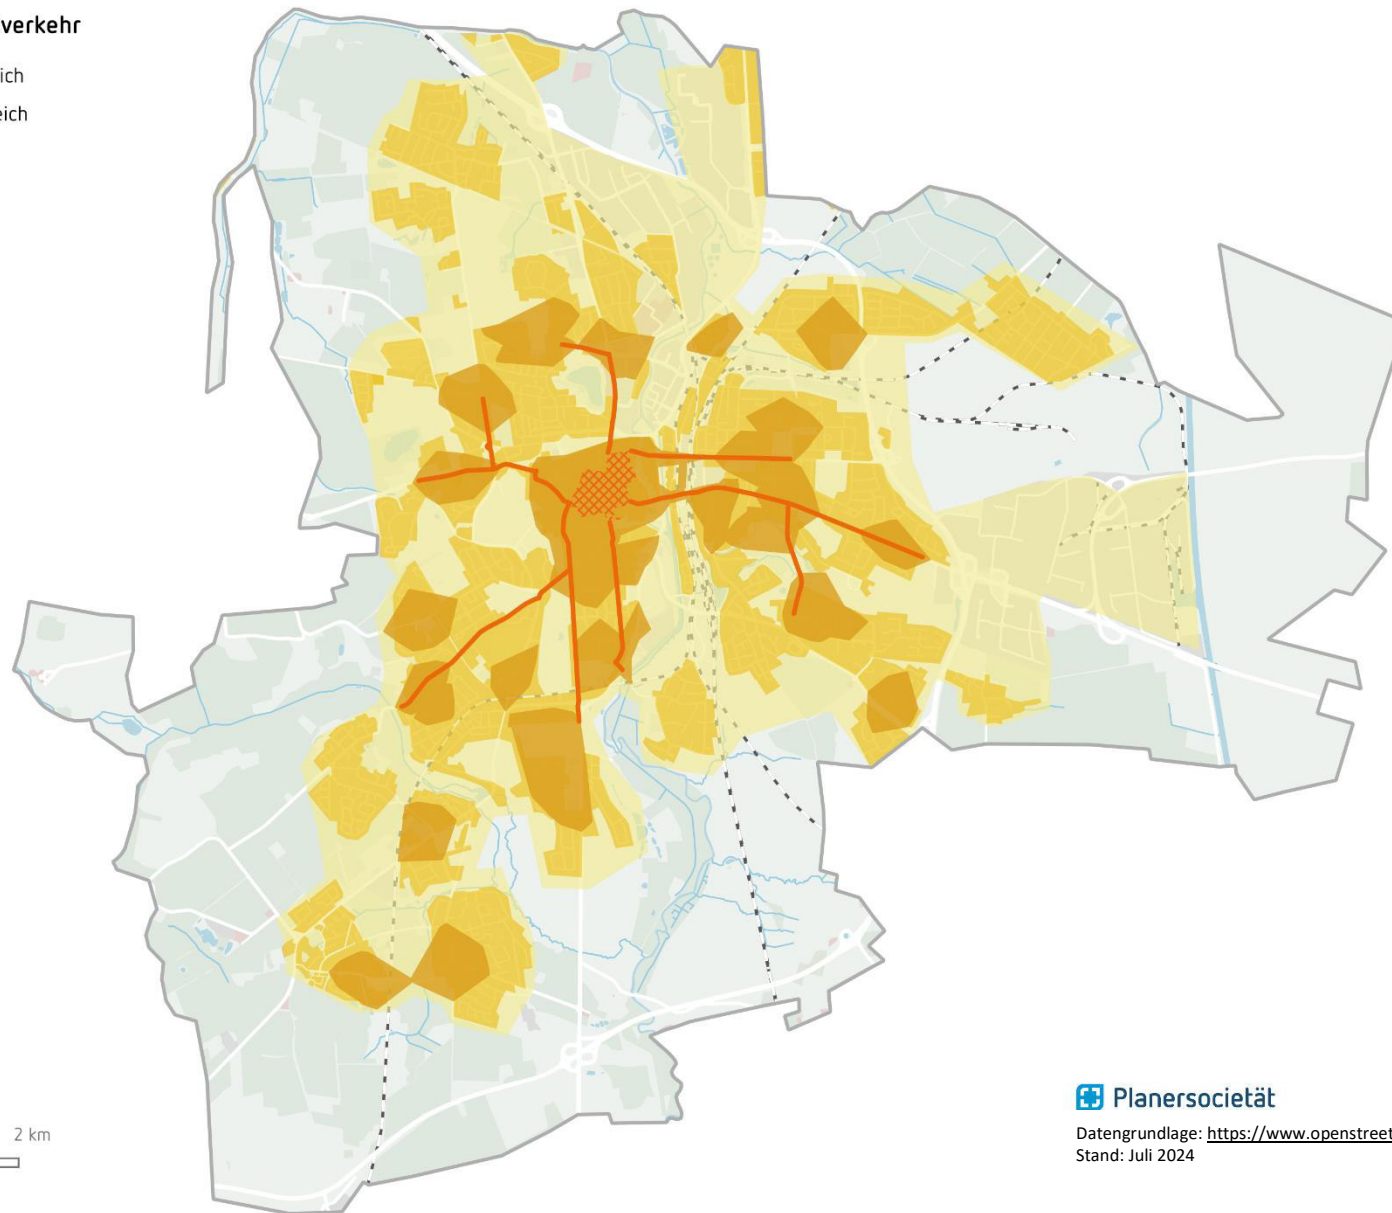 verkehr
ich
eich
2 km
Planersocietät
Datengrundlage: https://www.openstreet
Stand: Juli 2024